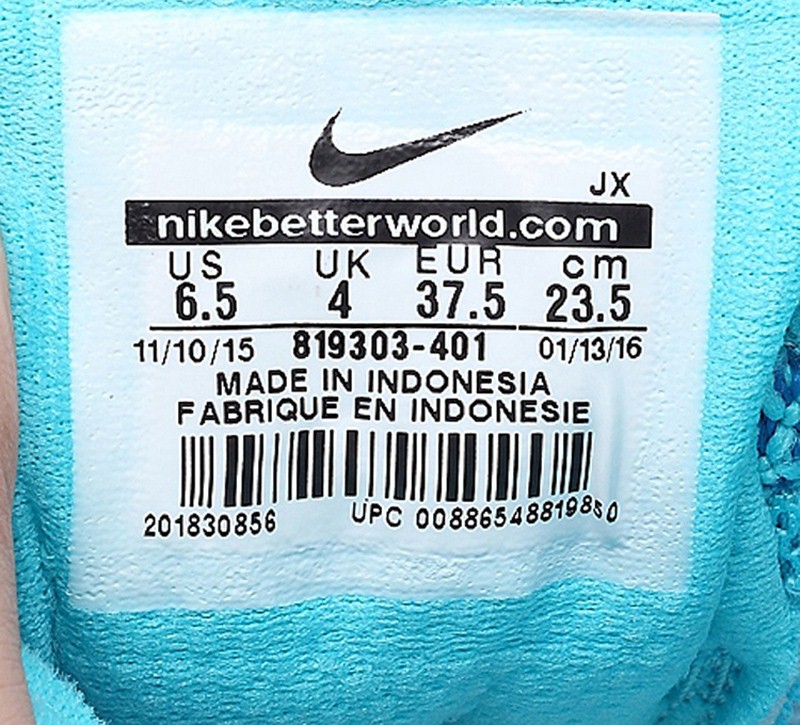 JX
nikebetterworld.com
US UK EUR cm
6.5 4 37.5 23.5
11/10/15 819303-401 01/13/16
MADE IN INDONESIA
FABRIQUE EN INDONESIE
201830856 UPC 00886548819850